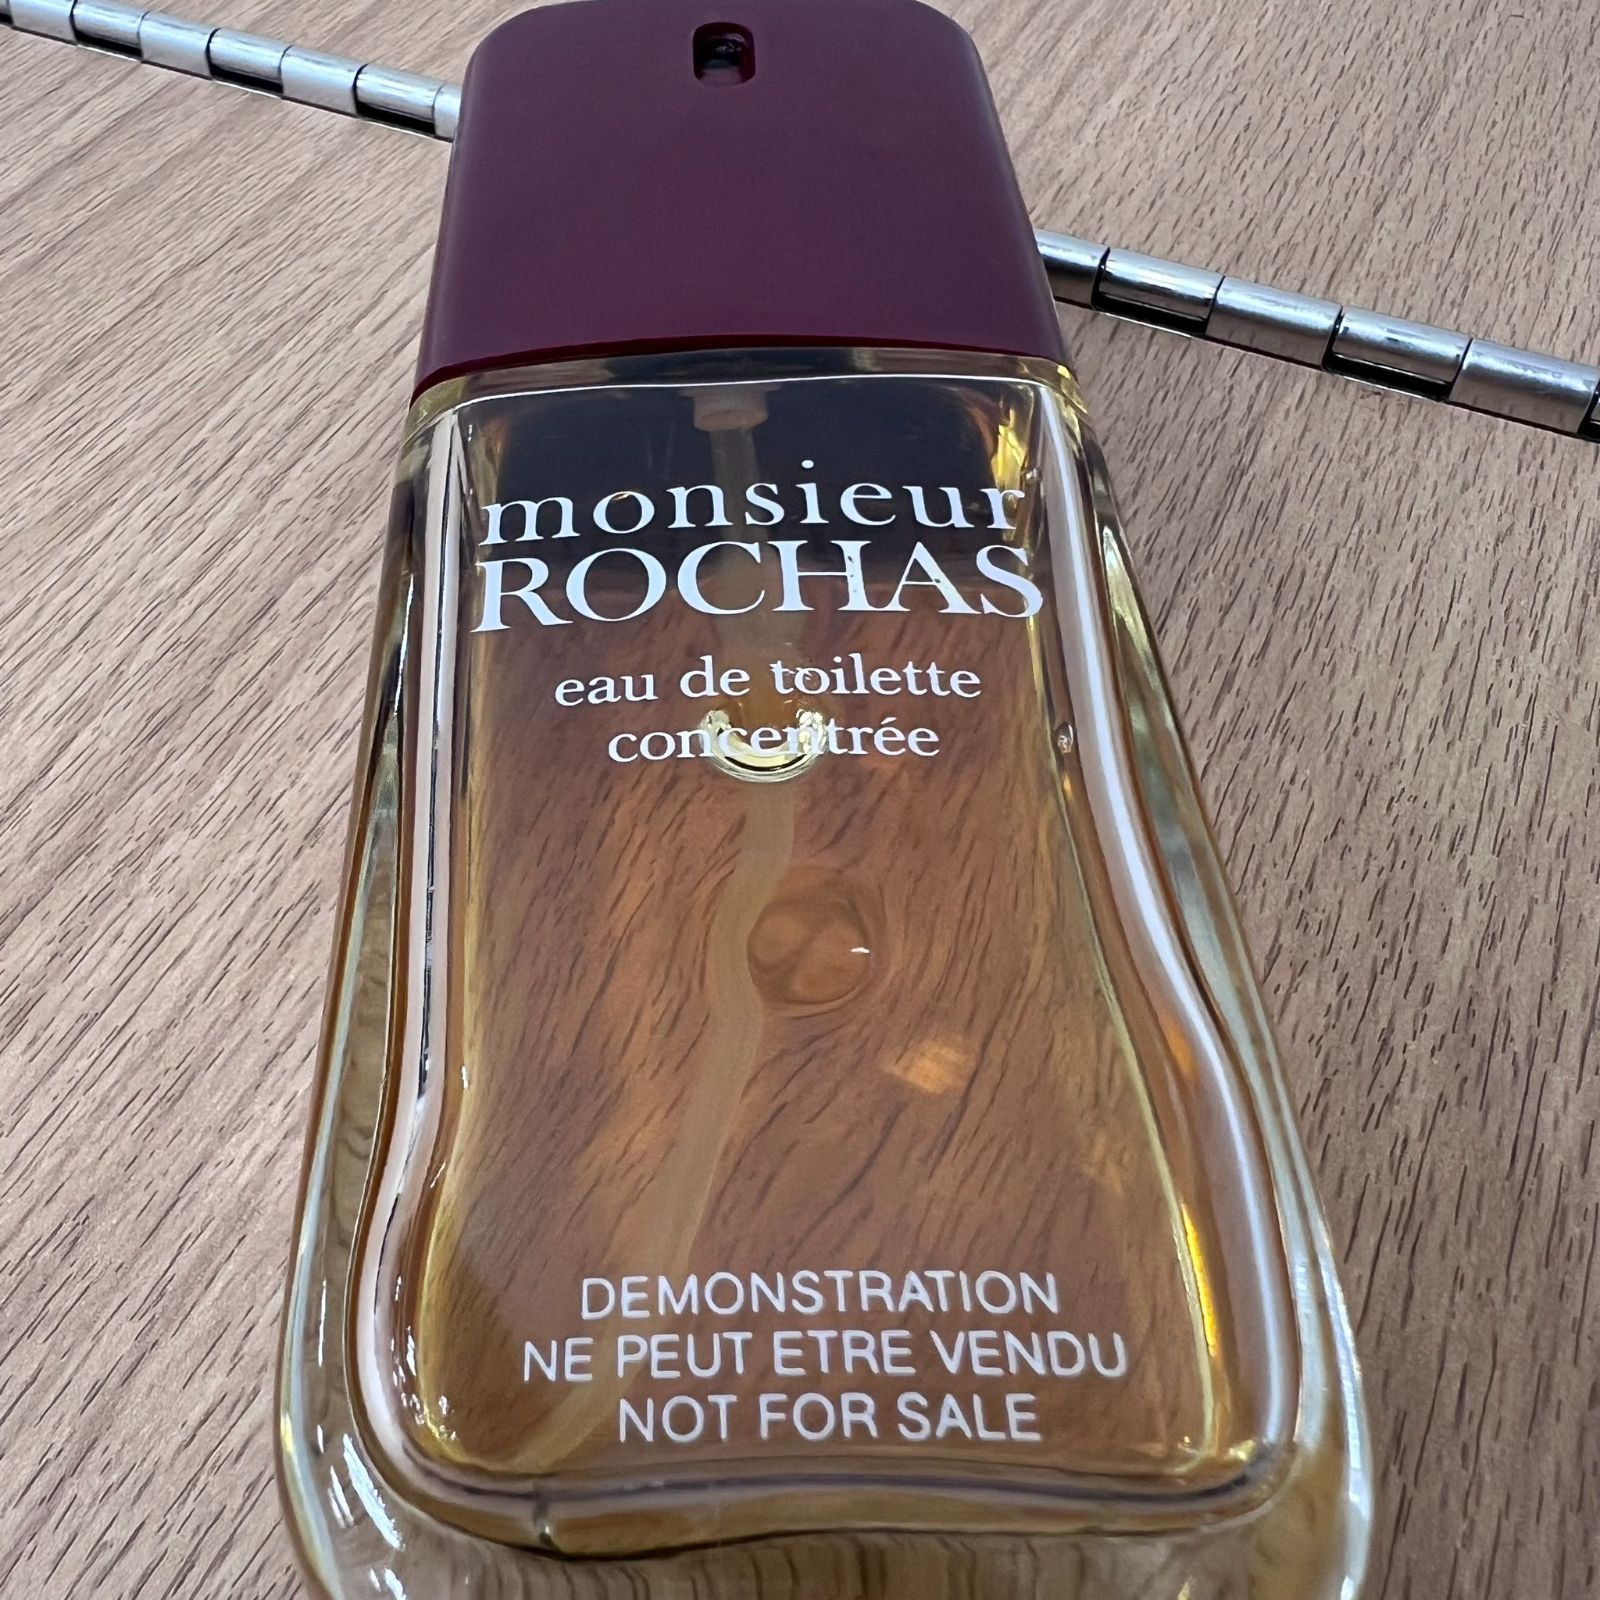 monsieur
ROCHAS
eau de toilette
concentrée
DEMONSTRATION
NE PEUT ETRE VENDU
NOT FOR SALE